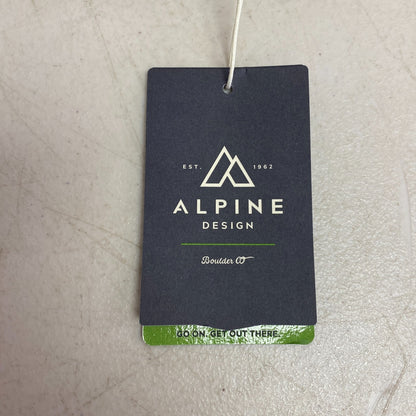 EST. 1962
ALPINE
DESIGN
Boulder CO
GO ON. GET OUT THERE.